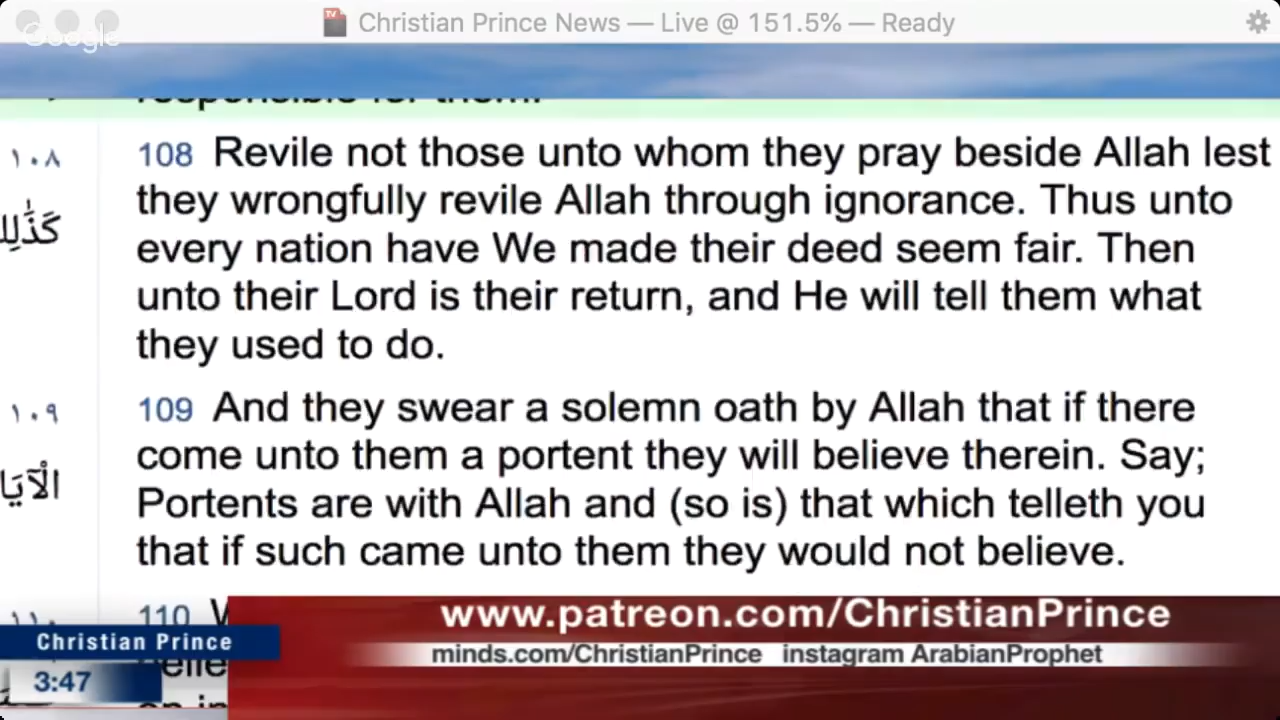 Christian Prince News — Live @ 151.5% — Ready
Google
responsible for them.
١٠٨
108 Revile not those unto whom they pray beside Allah lest
they wrongfully revile Allah through ignorance. Thus unto
كَذَٰلِكَ
every nation have We made their deed seem fair. Then
unto their Lord is their return, and He will tell them what
they used to do.
١٠٩
109 And they swear a solemn oath by Allah that if there
come unto them a portent they will believe therein. Say;
Portents are with Allah and (so is) that which telleth you
that if such came unto them they would not believe.
110
www.patreon.com/ChristianPrince
Christian Prince
minds.com/ChristianPrince instagram ArabianProphet
3:47